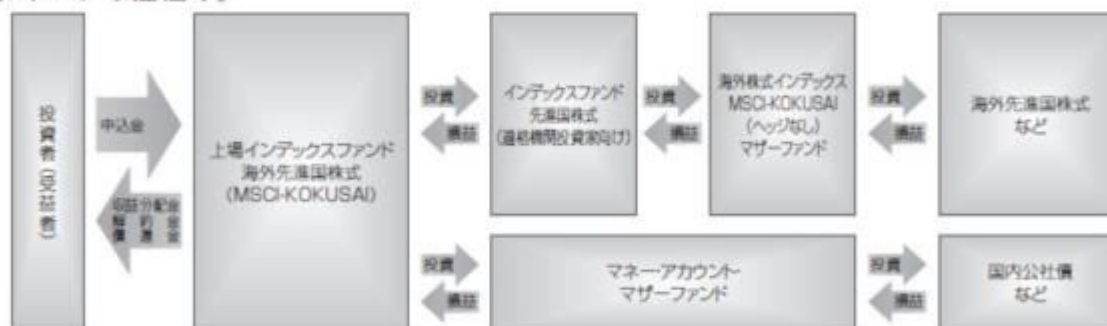 投資者(受益者)
申込金
収益分配金
解約金
償還金
上場インデックスファンド
海外先進国株式
(MSCI-KOKUSAI)
投資
損益
インデックスファンド
先進国株式
(適格機関投資家向け)
投資
損益
海外株式インデックス
MSCI-KOKUSAI
(ヘッジなし)
マザーファンド
投資
損益
海外先進国株式
など
投資
損益
マネー・アカウント・
マザーファンド
投資
損益
国内公社債
など